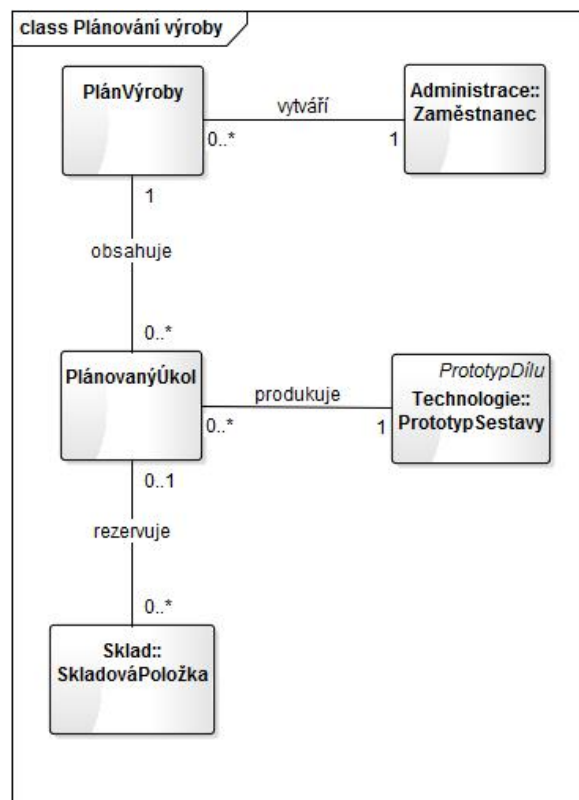 class Plánování výroby
PlánVýroby
vytváří
Administrace::
Zaměstnanec
0..*
1
1
obsahuje
0..*
PlánovanýÚkol
produkuje
PrototypDílu
Technologie::
PrototypSestavy
0..*
1
0..1
rezervuje
0..*
Sklad::
SkladováPoložka